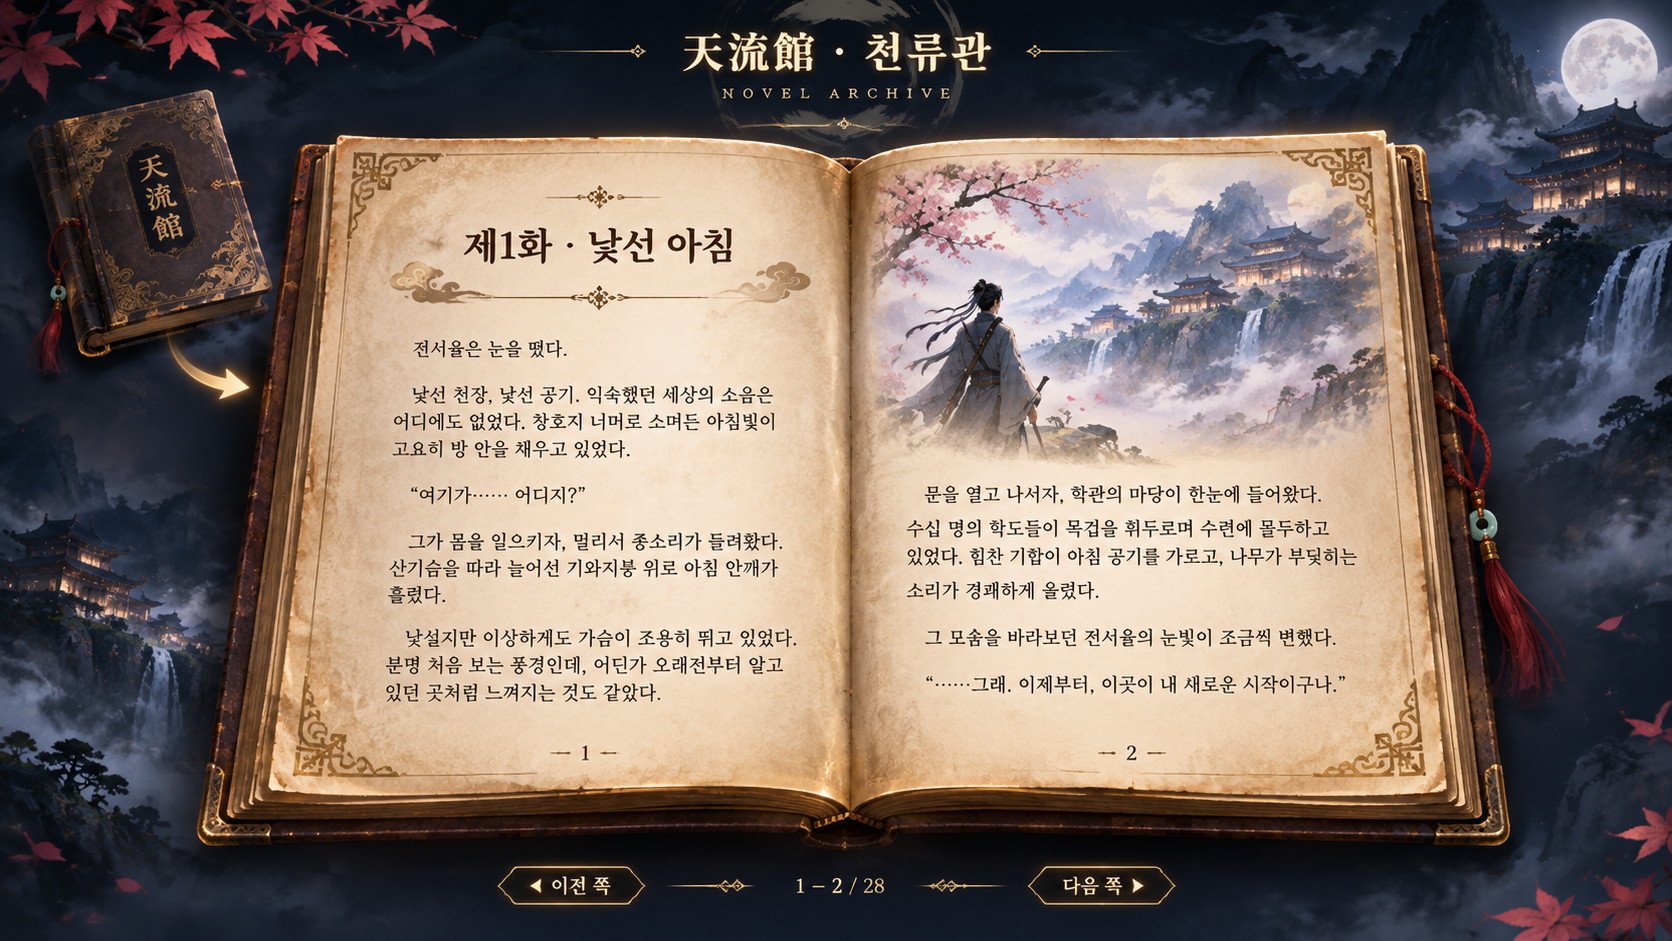 天流館 · 천류관
NOVEL ARCHIVE
天流館
제1화 · 낯선 아침
전서율은 눈을 떴다.
낯선 천장, 낯선 공기. 익숙했던 세상의 소음은
어디에도 없었다. 창호지 너머로 소며든 아침빛이
고요히 방 안을 채우고 있었다.
“여기가…… 어디지?”
그가 몸을 일으키자, 멀리서 종소리가 들려왔다.
산기슭을 따라 늘어선 기와지붕 위로 아침 안깨가
흘렀다.
낯설지만 이상하게도 가슴이 조용히 뛰고 있었다.
분명 처음 보는 풍경인데, 어딘가 오래전부터 알고
있던 곳처럼 느껴지는 것도 같았다.
1
문을 열고 나서자, 학관의 마당이 한눈에 들어왔다.
수십 명의 학도들이 목검을 휘두르며 수련에 몰두하고
있었다. 힘찬 기합이 아침 공기를 가로고, 나무가 부딪히는
소리가 경쾌하게 울렸다.
그 모솜을 바라보던 전서율의 눈빛이 조금씩 변했다.
“……그래. 이제부터, 이곳이 내 새로운 시작이구나.”
2
◀ 이전 쪽
1 – 2 / 28
다음 쪽 ▶